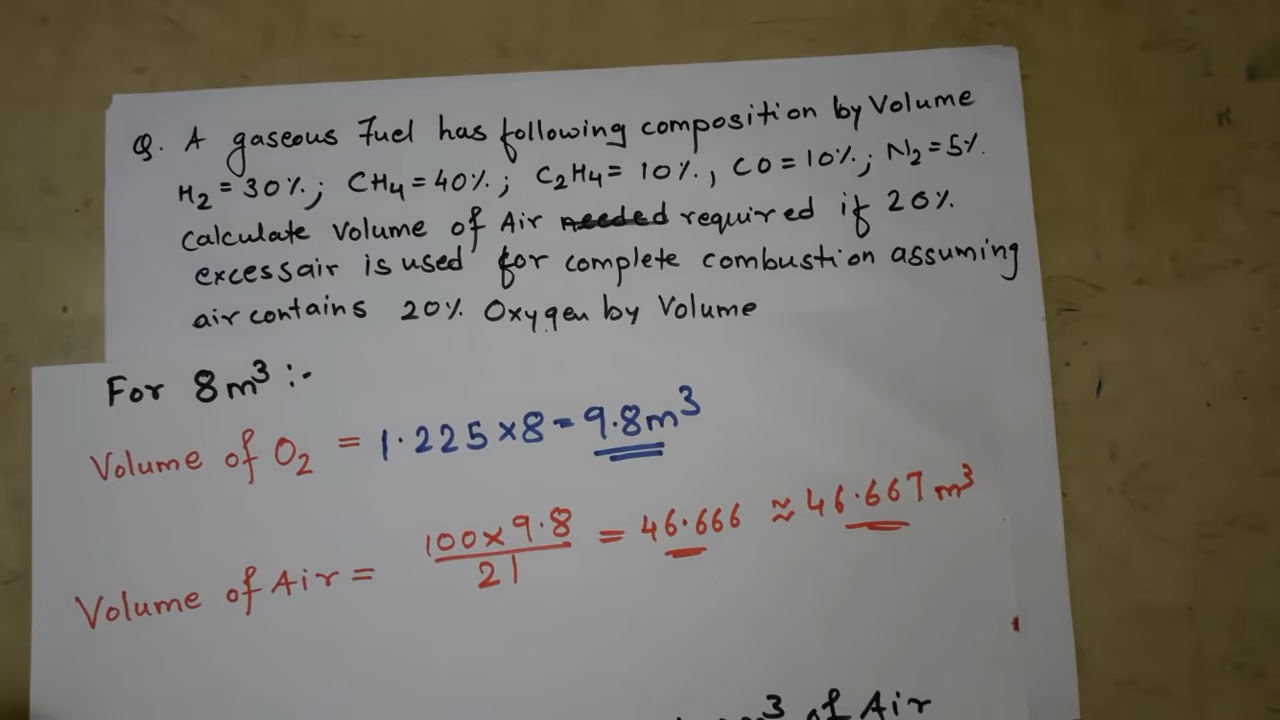 Q. A gaseous Fuel has following composition by Volume
H₂ = 30%; CH₄ = 40%; C₂H₄ = 10%, CO = 10%; N₂ = 5%.
Calculate Volume of Air needed required if 20%
excess air is used for complete combustion assuming
air contains 20% Oxygen by Volume
For 8m³ :-
Volume of O₂ = 1.225 × 8 = 9.8m³
Volume of Air = 100 × 9.8 / 21 = 46.666 ≈ 46.667 m³
m³ of Air